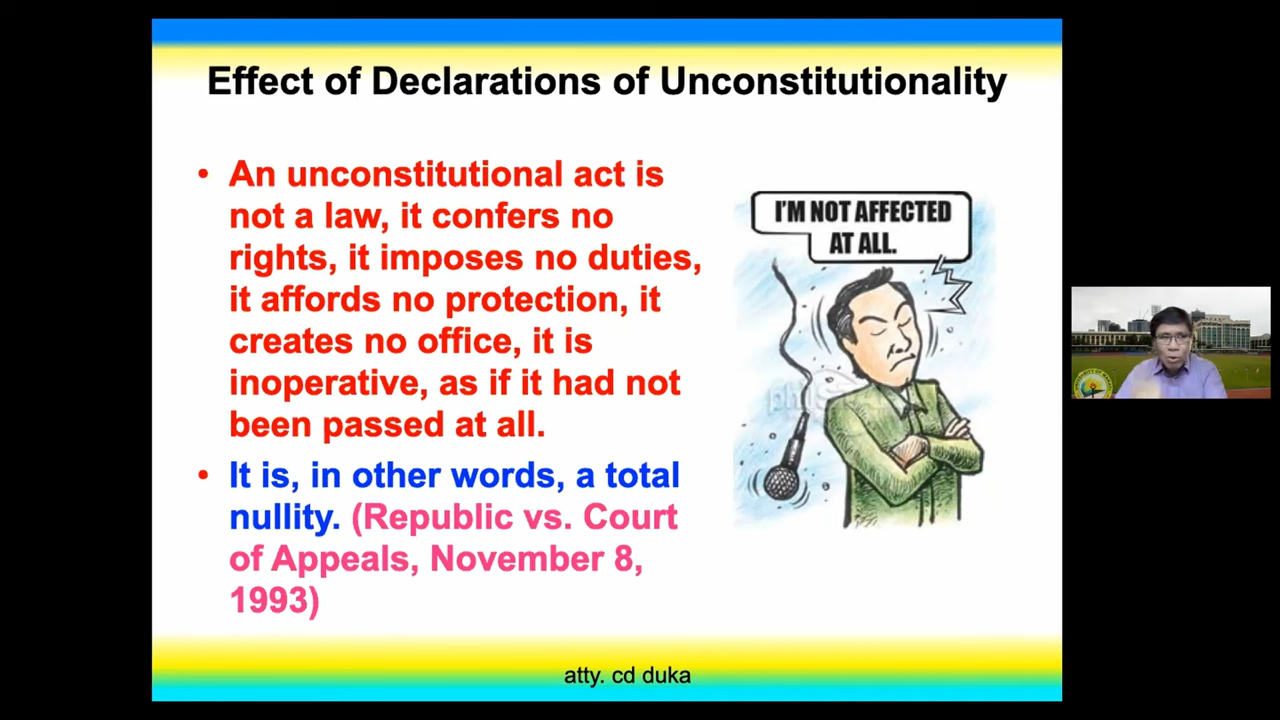 Effect of Declarations of Unconstitutionality
• An unconstitutional act is
not a law, it confers no
rights, it imposes no duties,
it affords no protection, it
creates no office, it is
inoperative, as if it had not
been passed at all.
• It is, in other words, a total
nullity. (Republic vs. Court
of Appeals, November 8,
1993)
I'M NOT AFFECTED
AT ALL.
atty. cd duka